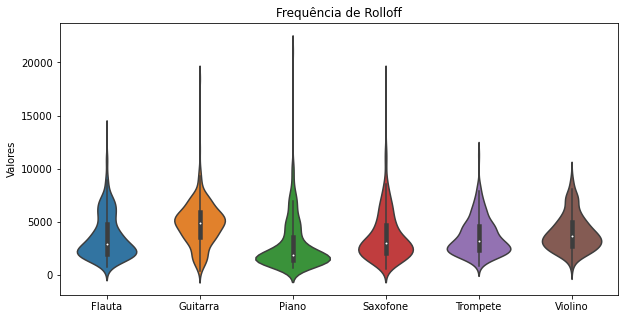 Frequência de Rolloff
Valores
20000
15000
10000
5000
0
Flauta Guitarra Piano Saxofone Trompete Violino